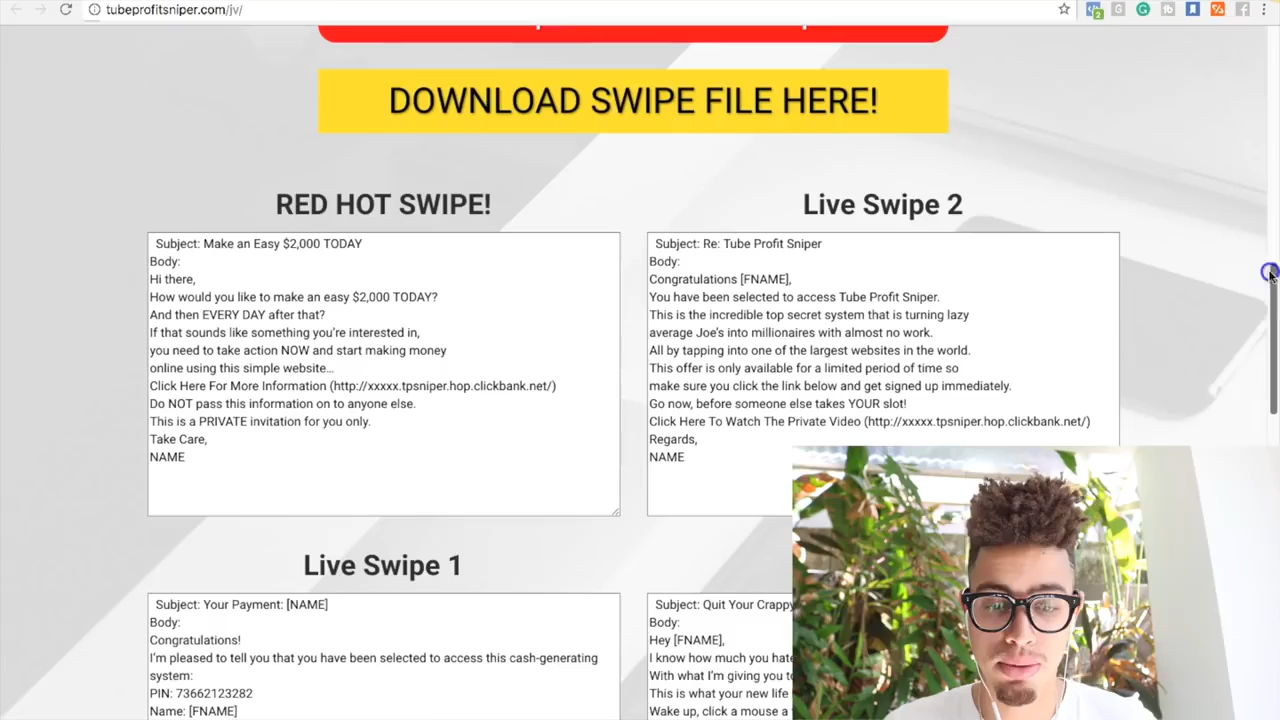 tubeprofitsniper.com/jv/
DOWNLOAD SWIPE FILE HERE!
RED HOT SWIPE!
Subject: Make an Easy $2,000 TODAY
Body:
Hi there,
How would you like to make an easy $2,000 TODAY?
And then EVERY DAY after that?
If that sounds like something you're interested in,
you need to take action NOW and start making money
online using this simple website...
Click Here For More Information (http://xxxxx.tpsniper.hop.clickbank.net/)
Do NOT pass this information on to anyone else.
This is a PRIVATE invitation for you only.
Take Care,
NAME
Live Swipe 2
Subject: Re: Tube Profit Sniper
Body:
Congratulations [FNAME],
You have been selected to access Tube Profit Sniper.
This is the incredible top secret system that is turning lazy
average Joe's into millionaires with almost no work.
All by tapping into one of the largest websites in the world.
This offer is only available for a limited period of time so
make sure you click the link below and get signed up immediately.
Go now, before someone else takes YOUR slot!
Click Here To Watch The Private Video (http://xxxxx.tpsniper.hop.clickbank.net/)
Regards,
NAME
Live Swipe 1
Subject: Your Payment: [NAME]
Body:
Congratulations!
I'm pleased to tell you that you have been selected to access this cash-generating
system:
PIN: 73662123282
Name: [FNAME]
Subject: Quit Your Crappy
Body:
Hey [FNAME],
I know how much you hate
With what I'm giving you to
This is what your new life
Wake up, click a mouse a